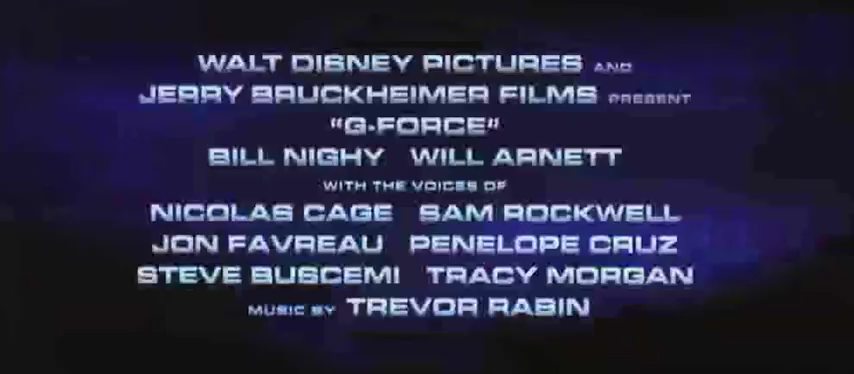 WALT DISNEY PICTURES AND
JERRY BRUCKHEIMER FILMS PRESENT
"G-FORCE"
BILL NIGHY WILL ARNETT
WITH THE VOICES OF
NICOLAS CAGE SAM ROCKWELL
JON FAVREAU PENELOPE CRUZ
STEVE BUSCEMI TRACY MORGAN
MUSIC BY TREVOR RABIN